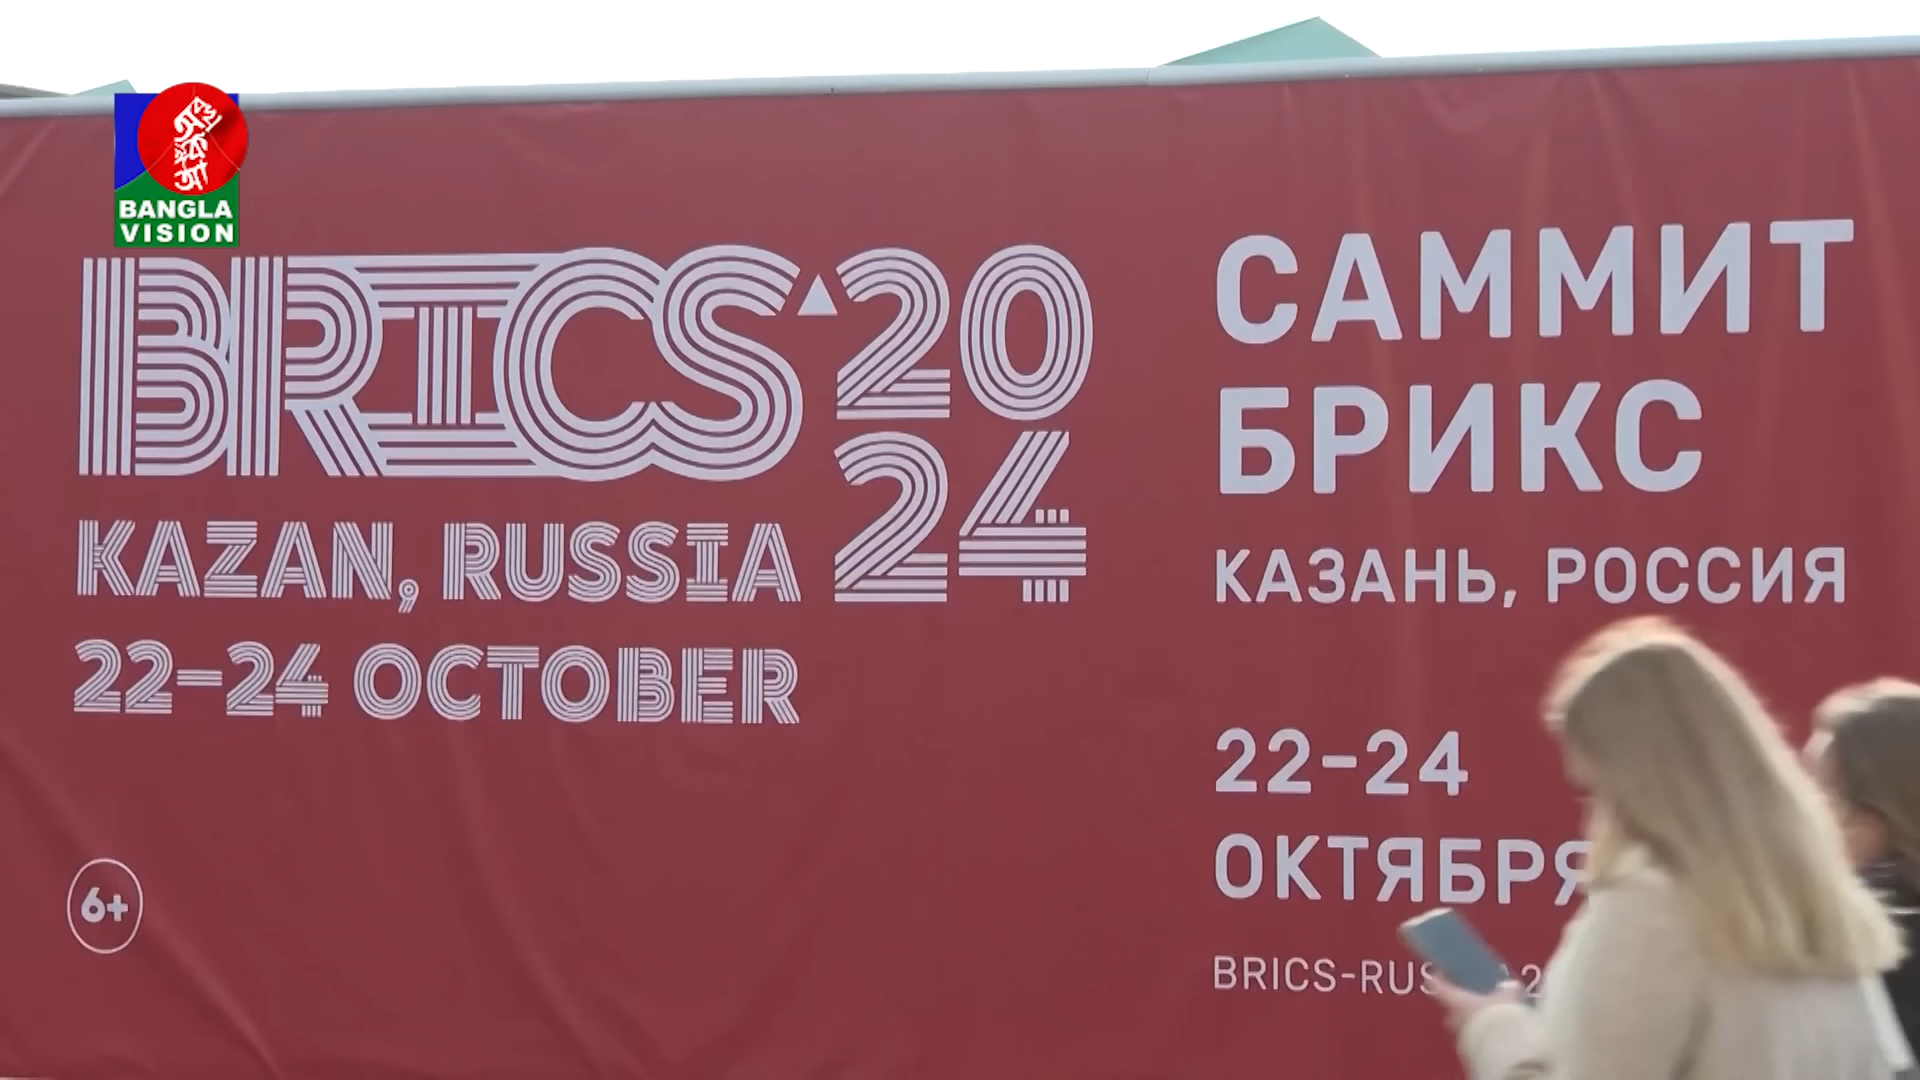 BANGLA
VISION
BRICS 2024
KAZAN, RUSSIA
22-24 OCTOBER
6+
САММИТ
БРИКС
КАЗАНЬ, РОССИЯ
22-24
ОКТЯБРЯ